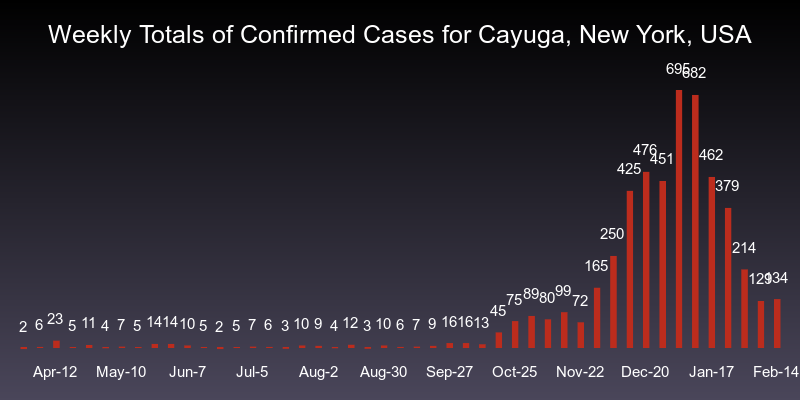 Weekly Totals of Confirmed Cases for Cayuga, New York, USA
2 6 23 5 11 4 7 5 14 14 10 5 2 5 7 6 3 10 9 4 12 3 10 6 7 9 16 16 13 45 75 89 80 99 72 165 250 425 476 451 695 682 462 379 214 129 134
Apr-12 May-10 Jun-7 Jul-5 Aug-2 Aug-30 Sep-27 Oct-25 Nov-22 Dec-20 Jan-17 Feb-14